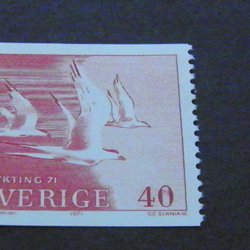 KTING 71
VERIGE 40
1971 CZ. SLANIA SC.